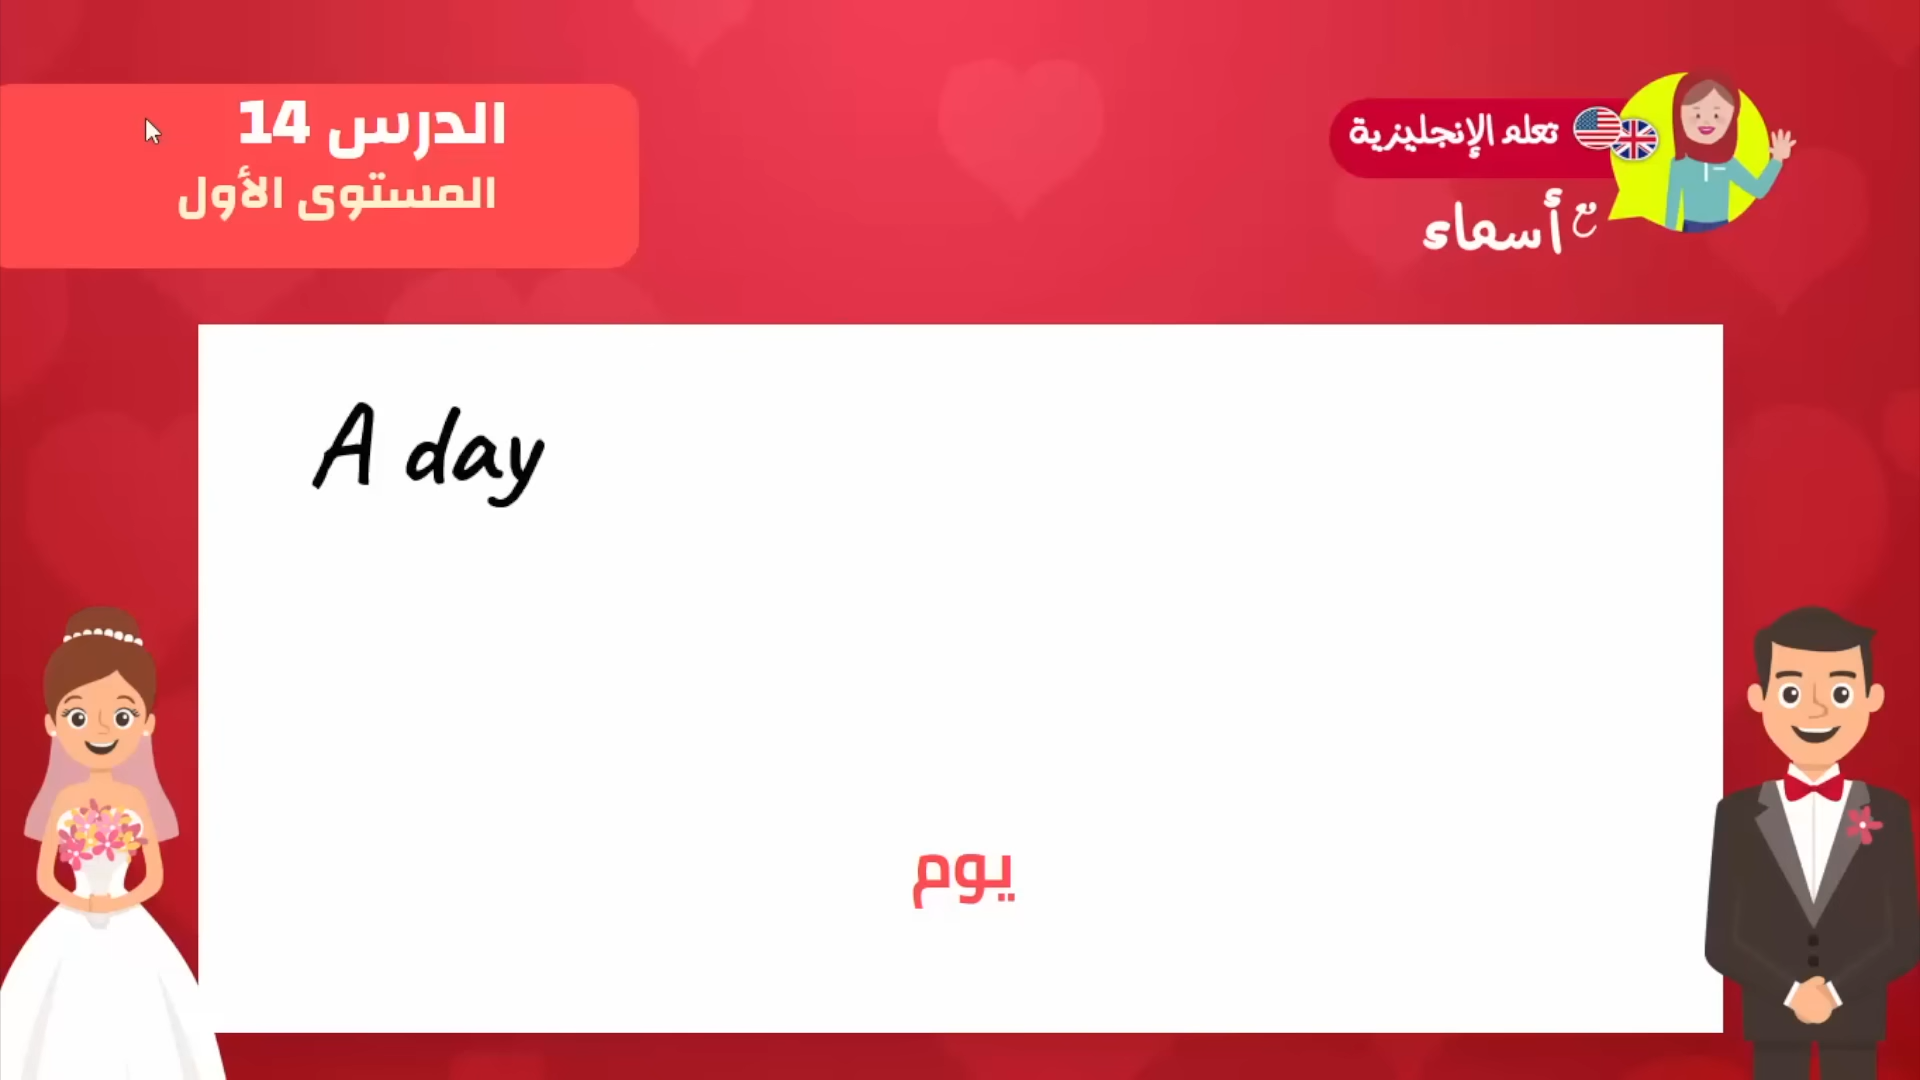 الدرس 14
المستوى الأول
تعلم الإنجليزية
مع أسماء
A day
يوم